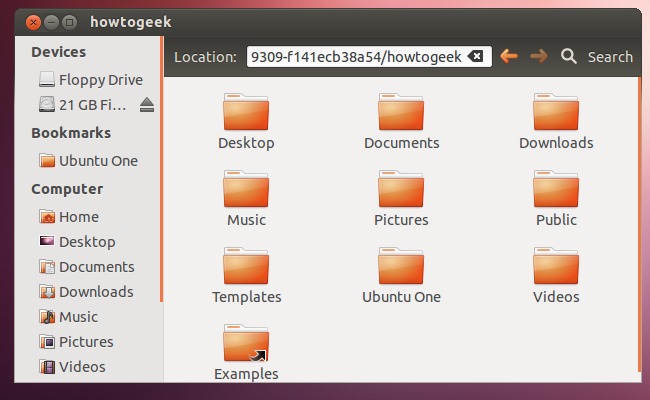 howtogeek
Devices
Floppy Drive
21 GB Fi...
Bookmarks
Ubuntu One
Computer
Home
Desktop
Documents
Downloads
Music
Pictures
Videos
Location: 9309-f141ecb38a54/howtogeek Search
Desktop Documents Downloads
Music Pictures Public
Templates Ubuntu One Videos
Examples